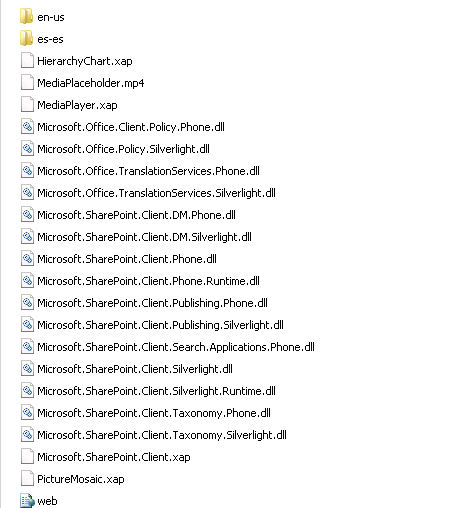 en-us
es-es
HierarchyChart.xap
MediaPlaceholder.mp4
MediaPlayer.xap
Microsoft.Office.Client.Policy.Phone.dll
Microsoft.Office.Policy.Silverlight.dll
Microsoft.Office.TranslationServices.Phone.dll
Microsoft.Office.TranslationServices.Silverlight.dll
Microsoft.SharePoint.Client.DM.Phone.dll
Microsoft.SharePoint.Client.DM.Silverlight.dll
Microsoft.SharePoint.Client.Phone.dll
Microsoft.SharePoint.Client.Phone.Runtime.dll
Microsoft.SharePoint.Client.Publishing.Phone.dll
Microsoft.SharePoint.Client.Publishing.Silverlight.dll
Microsoft.SharePoint.Client.Search.Applications.Phone.dll
Microsoft.SharePoint.Client.Silverlight.dll
Microsoft.SharePoint.Client.Silverlight.Runtime.dll
Microsoft.SharePoint.Client.Taxonomy.Phone.dll
Microsoft.SharePoint.Client.Taxonomy.Silverlight.dll
Microsoft.SharePoint.Client.xap
PictureMosaic.xap
web